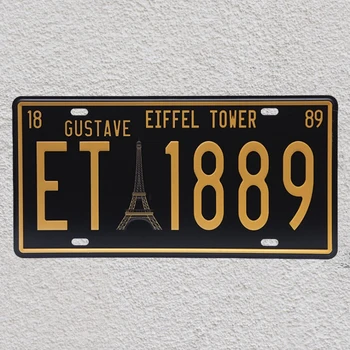 18 GUSTAVE EIFFEL TOWER 89
ET 1889